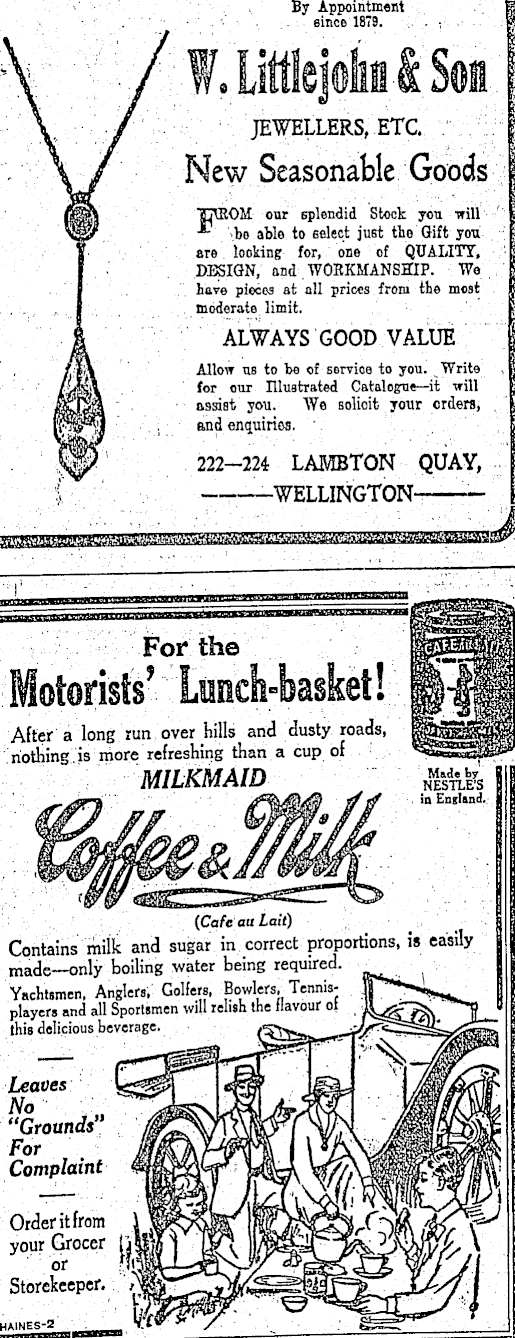 By Appointment
since 1879.
W. Littlejohn & Son
JEWELLERS, ETC.
New Seasonable Goods
FROM our splendid Stock you will
be able to select just the Gift you
are looking for, one of QUALITY,
DESIGN, and WORKMANSHIP. We
have pieces at all prices from the most
moderate limit.
ALWAYS GOOD VALUE
Allow us to be of service to you. Write
for our Illustrated Catalogue—it will
assist you. We solicit your orders,
and enquiries.
222—224 LAMBTON QUAY,
WELLINGTON
For the
Motorists' Lunch-basket!
After a long run over hills and dusty roads,
nothing is more refreshing than a cup of
MILKMAID
Coffee & Milk
(Cafe au Lait)
Made by
NESTLE'S
in England.
Contains milk and sugar in correct proportions, is easily
made—only boiling water being required.
Yachtsmen, Anglers, Golfers, Bowlers, Tennis-
players and all Sportsmen will relish the flavour of
this delicious beverage.
Leaves
No
"Grounds"
For
Complaint
Order it from
your Grocer
or
Storekeeper.
HAINES-2